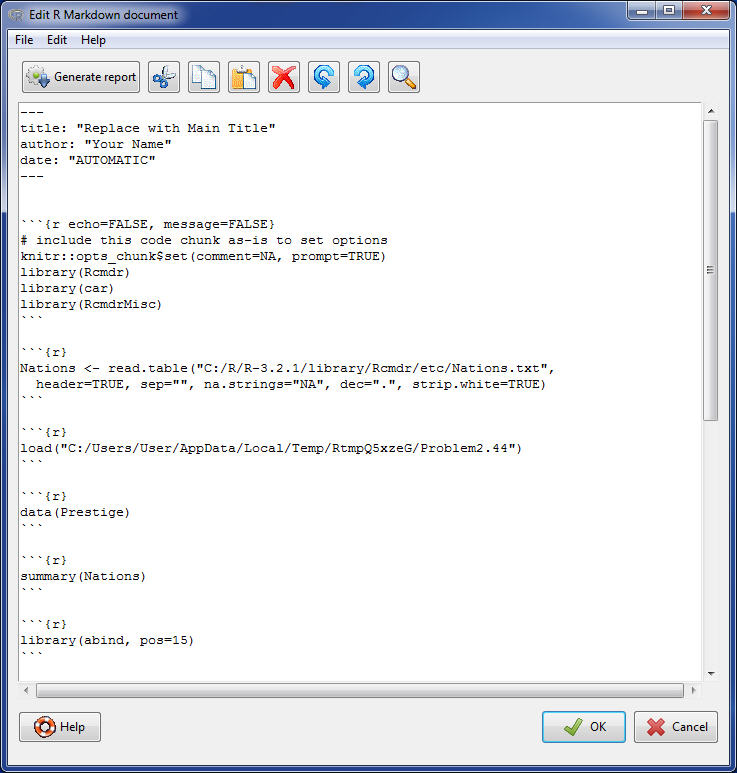 Edit R Markdown document
File Edit Help
Generate report
---
title: "Replace with Main Title"
author: "Your Name"
date: "AUTOMATIC"
---
```{r echo=FALSE, message=FALSE}
# include this code chunk as-is to set options
knitr::opts_chunk$set(comment=NA, prompt=TRUE)
library(Rcmdr)
library(car)
library(RcmdrMisc)
```
```{r}
Nations <- read.table("C:/R/R-3.2.1/library/Rcmdr/etc/Nations.txt",
  header=TRUE, sep="", na.strings="NA", dec=".", strip.white=TRUE)
```
```{r}
load("C:/Users/User/AppData/Local/Temp/RtmpQ5xzeG/Problem2.44")
```
```{r}
data(Prestige)
```
```{r}
summary(Nations)
```
```{r}
library(abind, pos=15)
```
Help OK Cancel